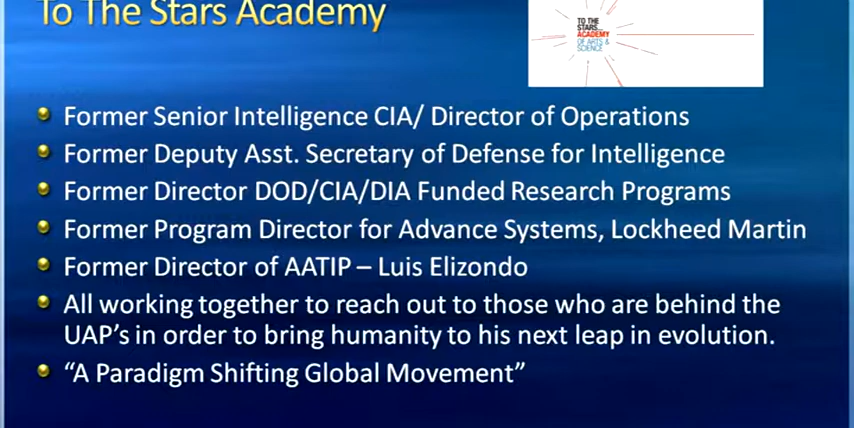 To The Stars Academy
TO THE
STARS
ACADEMY
OF ARTS &
SCIENCE
Former Senior Intelligence CIA/ Director of Operations
Former Deputy Asst. Secretary of Defense for Intelligence
Former Director DOD/CIA/DIA Funded Research Programs
Former Program Director for Advance Systems, Lockheed Martin
Former Director of AATIP – Luis Elizondo
All working together to reach out to those who are behind the
UAP's in order to bring humanity to his next leap in evolution.
“A Paradigm Shifting Global Movement”